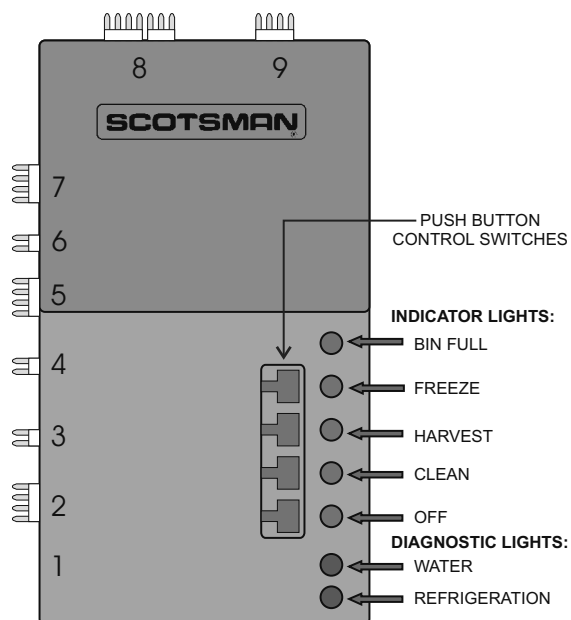 8
9
SCOTSMAN
7
6
5
4
3
2
1
PUSH BUTTON
CONTROL SWITCHES
INDICATOR LIGHTS:
BIN FULL
FREEZE
HARVEST
CLEAN
OFF
DIAGNOSTIC LIGHTS:
WATER
REFRIGERATION